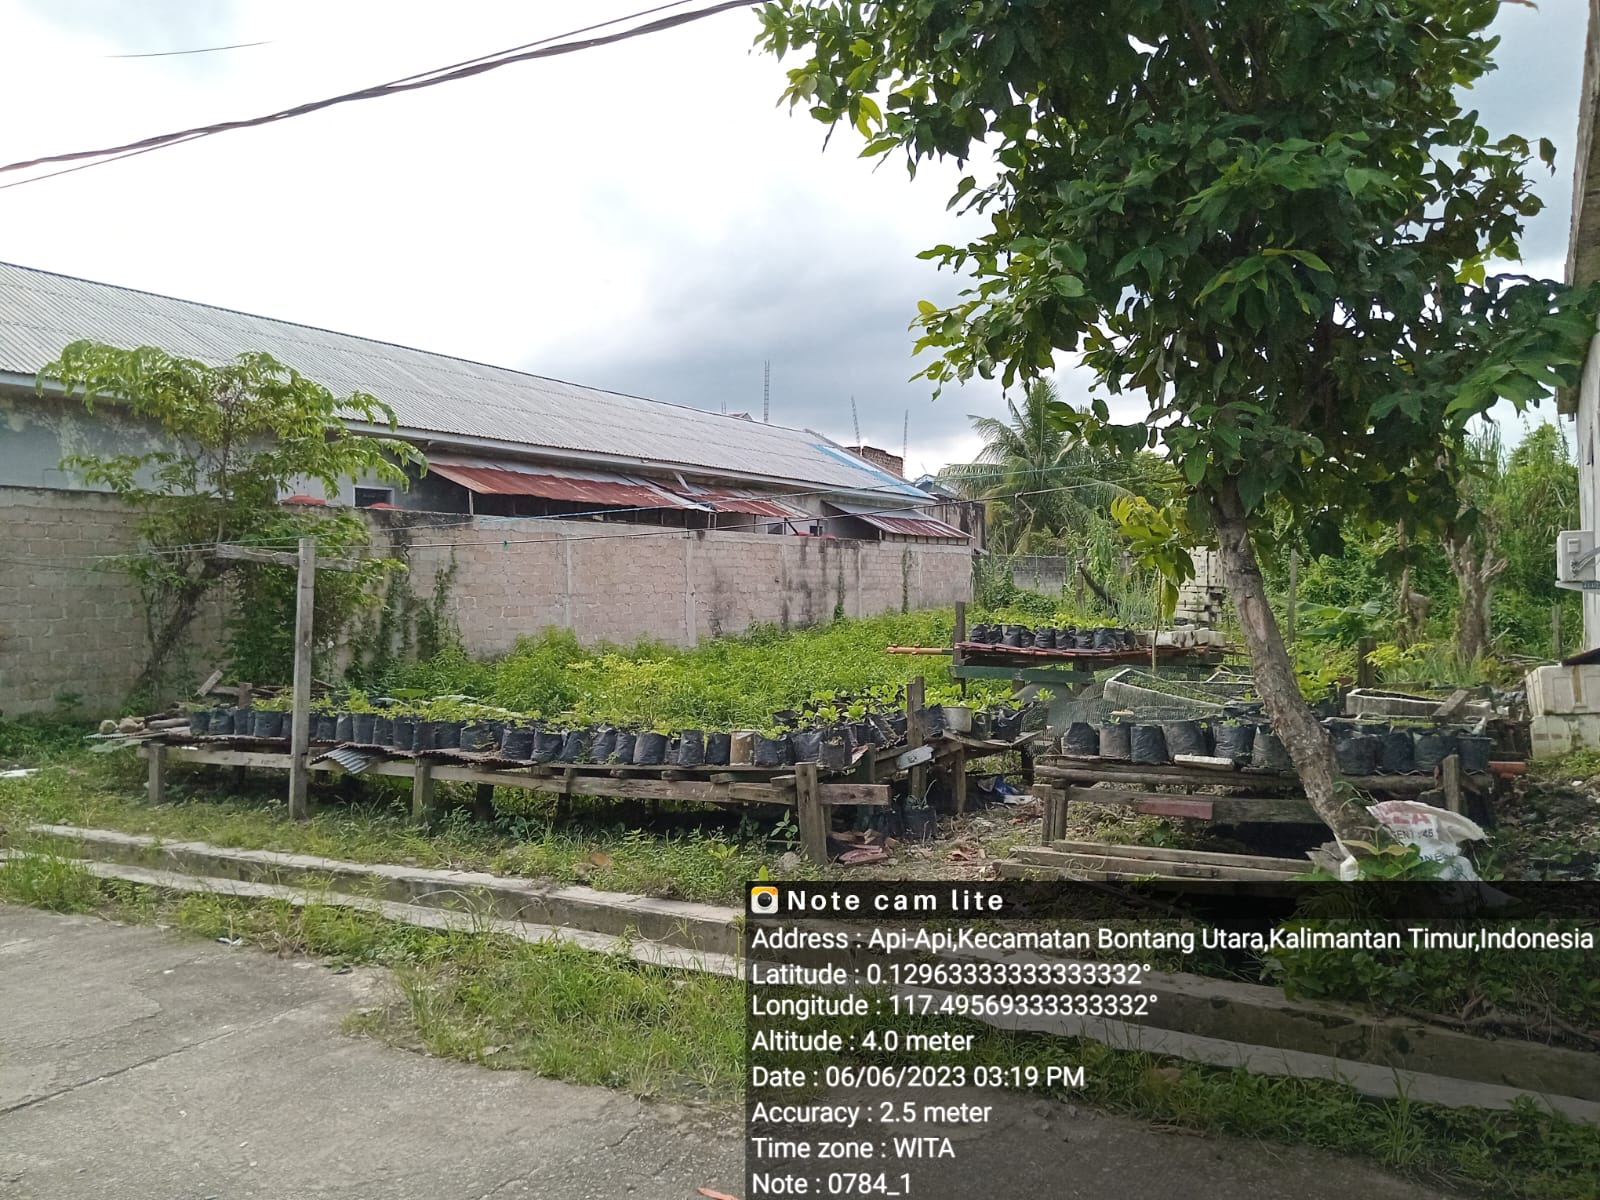 Note cam lite
Address : Api-Api,Kecamatan Bontang Utara,Kalimantan Timur,Indonesia
Latitude : 0.12963333333333332°
Longitude : 117.49569333333332°
Altitude : 4.0 meter
Date : 06/06/2023 03:19 PM
Accuracy : 2.5 meter
Time zone : WITA
Note : 0784_1